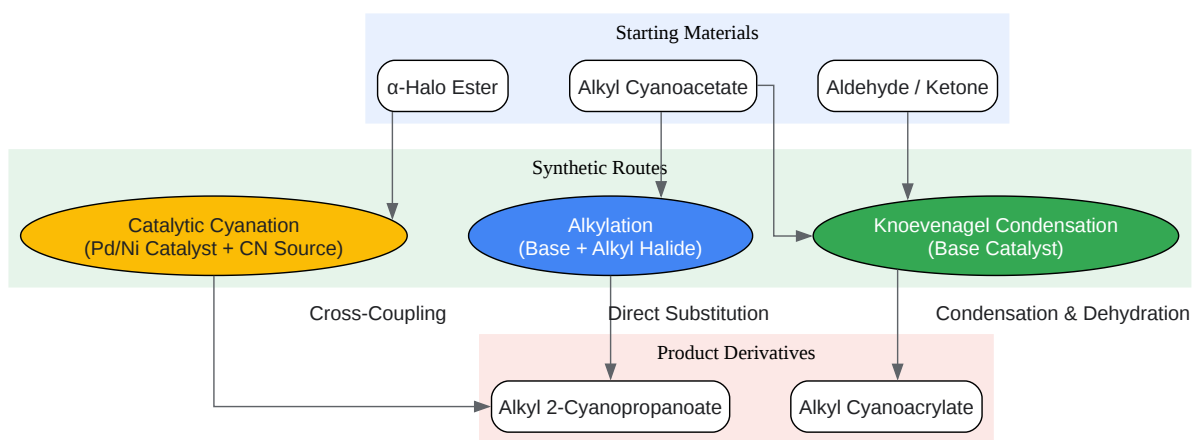 Starting Materials
α-Halo Ester
Alkyl Cyanoacetate
Aldehyde / Ketone
Synthetic Routes
Catalytic Cyanation
(Pd/Ni Catalyst + CN Source)
Alkylation
(Base + Alkyl Halide)
Knoevenagel Condensation
(Base Catalyst)
Cross-Coupling
Direct Substitution
Condensation & Dehydration
Product Derivatives
Alkyl 2-Cyanopropanoate
Alkyl Cyanoacrylate